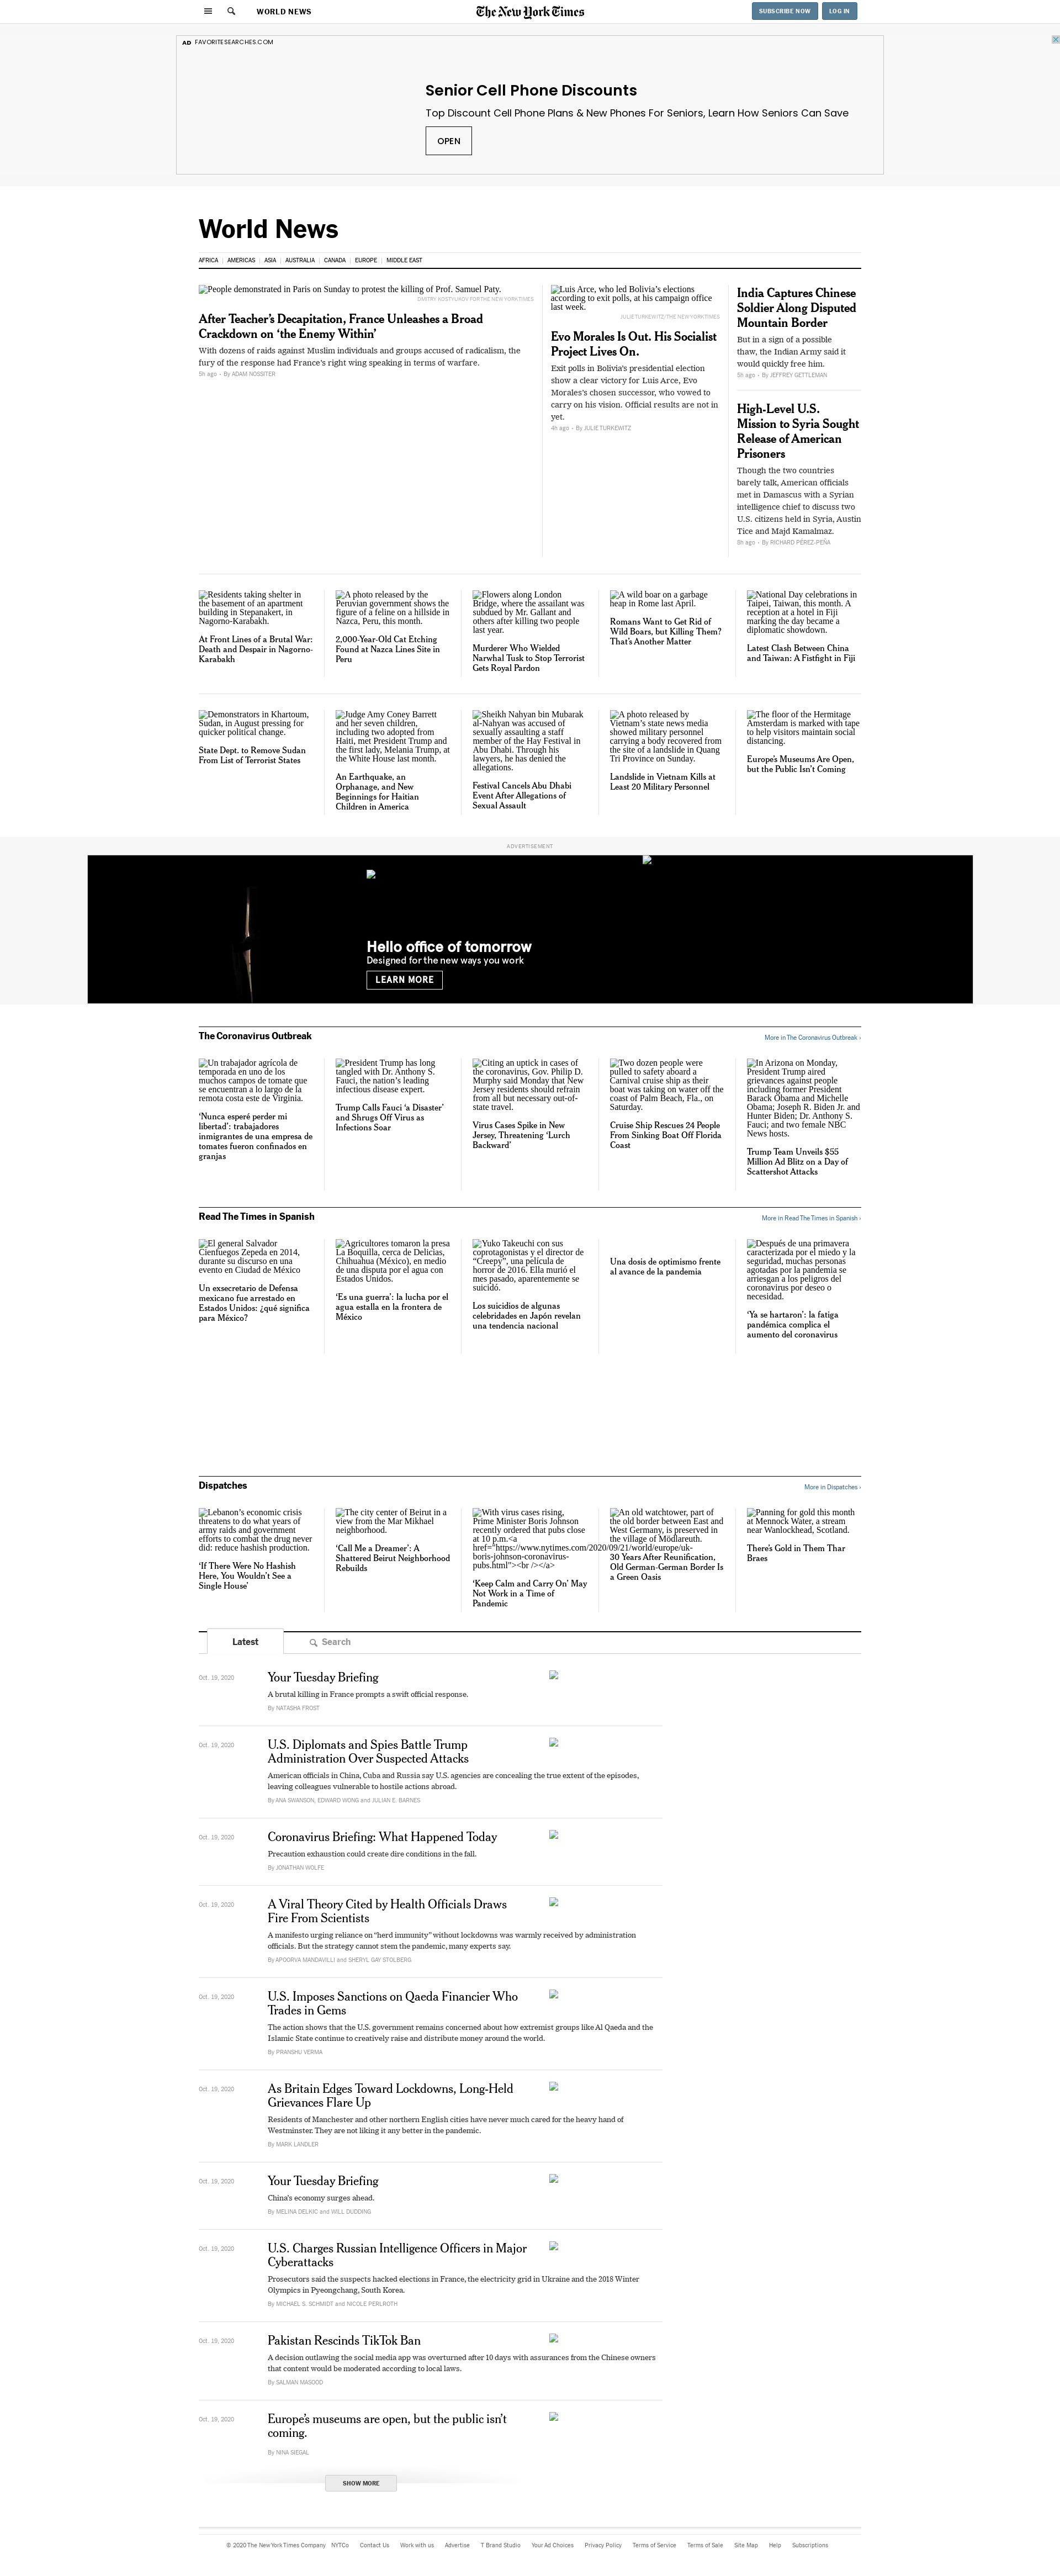 WORLD NEWS
The New York Times
SUBSCRIBE NOW
LOG IN
AD FAVORITESEARCHES.COM
Senior Cell Phone Discounts
Top Discount Cell Phone Plans & New Phones For Seniors, Learn How Seniors Can Save
OPEN
World News
AFRICA
AMERICAS
ASIA
AUSTRALIA
CANADA
EUROPE
MIDDLE EAST
People demonstrated in Paris on Sunday to protest the killing of Prof. Samuel Paty.
DMITRY KOSTYUKOV FOR THE NEW YORK TIMES
After Teacher's Decapitation, France Unleashes a Broad
Crackdown on 'the Enemy Within'
With dozens of raids against Muslim individuals and groups accused of radicalism, the
fury of the response had France's right wing speaking in terms of warfare.
5h ago · By ADAM NOSSITER
Luis Arce, who led Bolivia's elections
according to exit polls, at his campaign office
last week.
JULIE TURKEWITZ/THE NEW YORK TIMES
Evo Morales Is Out. His Socialist
Project Lives On.
Exit polls in Bolivia's presidential election
show a clear victory for Luis Arce, Evo
Morales's chosen successor, who vowed to
carry on his vision. Official results are not in
yet.
4h ago · By JULIE TURKEWITZ
India Captures Chinese
Soldier Along Disputed
Mountain Border
But in a sign of a possible
thaw, the Indian Army said it
would quickly free him.
5h ago · By JEFFREY GETTLEMAN
High-Level U.S.
Mission to Syria Sought
Release of American
Prisoners
Though the two countries
barely talk, American officials
met in Damascus with a Syrian
intelligence chief to discuss two
U.S. citizens held in Syria, Austin
Tice and Majd Kamalmaz.
8h ago · By RICHARD PÉREZ-PEÑA
Residents taking shelter in
the basement of an apartment
building in Stepanakert, in
Nagorno-Karabakh.
At Front Lines of a Brutal War:
Death and Despair in Nagorno-
Karabakh
A photo released by the
Peruvian government shows the
figure of a feline on a hillside in
Nazca, Peru, this month.
2,000-Year-Old Cat Etching
Found at Nazca Lines Site in
Peru
Flowers along London
Bridge, where the assailant was
subdued by Mr. Gallant and
others after killing two people
last year.
Murderer Who Wielded
Narwhal Tusk to Stop Terrorist
Gets Royal Pardon
A wild boar on a garbage
heap in Rome last April.
Romans Want to Get Rid of
Wild Boars, but Killing Them?
That's Another Matter
National Day celebrations in
Taipei, Taiwan, this month. A
reception at a hotel in Fiji
marking the day became a
diplomatic showdown.
Latest Clash Between China
and Taiwan: A Fistfight in Fiji
Demonstrators in Khartoum,
Sudan, in August pressing for
quicker political change.
State Dept. to Remove Sudan
From List of Terrorist States
Judge Amy Coney Barrett
and her seven children,
including two adopted from
Haiti, met President Trump and
the first lady, Melania Trump, at
the White House last month.
An Earthquake, an
Orphanage, and New
Beginnings for Haitian
Children in America
Sheikh Nahyan bin Mubarak
al-Nahyan was accused of
sexually assaulting a staff
member of the Hay Festival in
Abu Dhabi. Through his
lawyers, he has denied the
allegations.
Festival Cancels Abu Dhabi
Event After Allegations of
Sexual Assault
A photo released by
Vietnam's state news media
showed military personnel
carrying a body recovered from
the site of a landslide in Quang
Tri Province on Sunday.
Landslide in Vietnam Kills at
Least 20 Military Personnel
The floor of the Hermitage
Amsterdam is marked with tape
to help visitors maintain social
distancing.
Europe's Museums Are Open,
but the Public Isn't Coming
ADVERTISEMENT
Hello office of tomorrow
Designed for the new ways you work
LEARN MORE
The Coronavirus Outbreak
More in The Coronavirus Outbreak »
Un trabajador agrícola de
temporada en uno de los
muchos campos de tomate que
se encuentran a lo largo de la
remota costa este de Virginia.
'Nunca esperé perder mi
libertad': trabajadores
inmigrantes de una empresa de
tomates fueron confinados en
granjas
President Trump has long
tangled with Dr. Anthony S.
Fauci, the nation's leading
infectious disease expert.
Trump Calls Fauci 'a Disaster'
and Shrugs Off Virus as
Infections Soar
Citing an uptick in cases of
the coronavirus, Gov. Philip D.
Murphy said Monday that New
Jersey residents should refrain
from all but necessary out-of-
state travel.
Virus Cases Spike in New
Jersey, Threatening 'Lurch
Backward'
Two dozen people were
pulled to safety aboard a
Carnival cruise ship as their
boat was taking on water off the
coast of Palm Beach, Fla., on
Saturday.
Cruise Ship Rescues 24 People
From Sinking Boat Off Florida
Coast
In Arizona on Monday,
President Trump aired
grievances against people
including former President
Barack Obama and Michelle
Obama; Joseph R. Biden Jr. and
Hunter Biden; Dr. Anthony S.
Fauci; and two female NBC
News hosts.
Trump Team Unveils $55
Million Ad Blitz on a Day of
Scattershot Attacks
Read The Times in Spanish
More in Read The Times in Spanish »
El general Salvador
Cienfuegos Zepeda en 2014,
durante su discurso en una
evento en Ciudad de México
Un exsecretario de Defensa
mexicano fue arrestado en
Estados Unidos: ¿qué significa
para México?
Agricultores tomaron la presa
La Boquilla, cerca de Delicias,
Chihuahua (México), en medio
de una disputa por el agua con
Estados Unidos.
'Es una guerra': la lucha por el
agua estalla en la frontera de
México
Yuko Takeuchi con sus
coprotagonistas y el director de
"Creepy", una película de
horror de 2016. Ella murió el
mes pasado, aparentemente se
suicidó.
Los suicidios de algunas
celebridades en Japón revelan
una tendencia nacional
Una dosis de optimismo frente
al avance de la pandemia
Después de una primavera
caracterizada por el miedo y la
seguridad, muchas personas
agotadas por la pandemia se
arriesgan a los peligros del
coronavirus por deseo o
necesidad.
'Ya se hartaron': la fatiga
pandémica complica el
aumento del coronavirus
Dispatches
More in Dispatches »
Lebanon's economic crisis
threatens to do what years of
army raids and government
efforts to combat the drug never
did: reduce hashish production.
'If There Were No Hashish
Here, You Wouldn't See a
Single House'
The city center of Beirut in a
view from the Mar Mikhael
neighborhood.
'Call Me a Dreamer': A
Shattered Beirut Neighborhood
Rebuilds
With virus cases rising,
Prime Minister Boris Johnson
recently ordered that pubs close
at 10 p.m.<a
href="https://www.nytimes.com/2020/09/21/world/europe/uk-
boris-johnson-coronavirus-
pubs.html"><br /></a>
'Keep Calm and Carry On' May
Not Work in a Time of
Pandemic
An old watchtower, part of
the old border between East and
West Germany, is preserved in
the village of Mödlareuth.
30 Years After Reunification,
Old German-German Border Is
a Green Oasis
Panning for gold this month
at Mennock Water, a stream
near Wanlockhead, Scotland.
There's Gold in Them Thar
Braes
Latest
Search
Oct. 19, 2020
Your Tuesday Briefing
A brutal killing in France prompts a swift official response.
By NATASHA FROST
Oct. 19, 2020
U.S. Diplomats and Spies Battle Trump
Administration Over Suspected Attacks
American officials in China, Cuba and Russia say U.S. agencies are concealing the true extent of the episodes,
leaving colleagues vulnerable to hostile actions abroad.
By ANA SWANSON, EDWARD WONG and JULIAN E. BARNES
Oct. 19, 2020
Coronavirus Briefing: What Happened Today
Precaution exhaustion could create dire conditions in the fall.
By JONATHAN WOLFE
Oct. 19, 2020
A Viral Theory Cited by Health Officials Draws
Fire From Scientists
A manifesto urging reliance on "herd immunity" without lockdowns was warmly received by administration
officials. But the strategy cannot stem the pandemic, many experts say.
By APOORVA MANDAVILLI and SHERYL GAY STOLBERG
Oct. 19, 2020
U.S. Imposes Sanctions on Qaeda Financier Who
Trades in Gems
The action shows that the U.S. government remains concerned about how extremist groups like Al Qaeda and the
Islamic State continue to creatively raise and distribute money around the world.
By PRANSHU VERMA
Oct. 19, 2020
As Britain Edges Toward Lockdowns, Long-Held
Grievances Flare Up
Residents of Manchester and other northern English cities have never much cared for the heavy hand of
Westminster. They are not liking it any better in the pandemic.
By MARK LANDLER
Oct. 19, 2020
Your Tuesday Briefing
China's economy surges ahead.
By MELINA DELKIC and WILL DUDDING
Oct. 19, 2020
U.S. Charges Russian Intelligence Officers in Major
Cyberattacks
Prosecutors said the suspects hacked elections in France, the electricity grid in Ukraine and the 2018 Winter
Olympics in Pyeongchang, South Korea.
By MICHAEL S. SCHMIDT and NICOLE PERLROTH
Oct. 19, 2020
Pakistan Rescinds TikTok Ban
A decision outlawing the social media app was overturned after 10 days with assurances from the Chinese owners
that content would be moderated according to local laws.
By SALMAN MASOOD
Oct. 19, 2020
Europe's museums are open, but the public isn't
coming.
By NINA SIEGAL
SHOW MORE
© 2020 The New York Times Company
NYTCo
Contact Us
Work with us
Advertise
T Brand Studio
Your Ad Choices
Privacy Policy
Terms of Service
Terms of Sale
Site Map
Help
Subscriptions